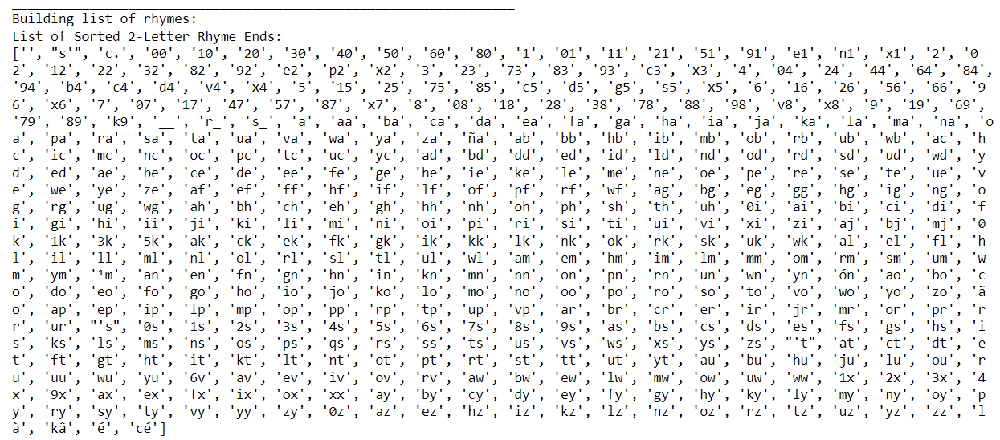 __________________________________________________________________
Building list of rhymes:
List of Sorted 2-Letter Rhyme Ends:
['', "s'", 'c.', '00', '10', '20', '30', '40', '50', '60', '80', '1', '01', '11', '21', '51', '91', 'e1', 'n1', 'x1', '2', '0
2', '12', '22', '32', '82', '92', 'e2', 'p2', 'x2', '3', '23', '73', '83', '93', 'c3', 'x3', '4', '04', '24', '44', '64', '84',
'94', 'b4', 'c4', 'd4', 'v4', 'x4', '5', '15', '25', '75', '85', 'c5', 'd5', 'g5', 's5', 'x5', '6', '16', '26', '56', '66', '9
6', 'x6', '7', '07', '17', '47', '57', '87', 'x7', '8', '08', '18', '28', '38', '78', '88', '98', 'v8', 'x8', '9', '19', '69',
'79', '89', 'k9', '__', 'r_', 's_', 'a', 'aa', 'ba', 'ca', 'da', 'ea', 'fa', 'ga', 'ha', 'ia', 'ja', 'ka', 'la', 'ma', 'na', 'o
a', 'pa', 'ra', 'sa', 'ta', 'ua', 'va', 'wa', 'ya', 'za', 'ña', 'ab', 'bb', 'hb', 'ib', 'mb', 'ob', 'rb', 'ub', 'wb', 'ac', 'h
c', 'ic', 'mc', 'nc', 'oc', 'pc', 'tc', 'uc', 'yc', 'ad', 'bd', 'dd', 'ed', 'id', 'ld', 'nd', 'od', 'rd', 'sd', 'ud', 'wd', 'y
d', 'ed', 'ae', 'be', 'ce', 'de', 'ee', 'fe', 'ge', 'he', 'ie', 'ke', 'le', 'me', 'ne', 'oe', 'pe', 're', 'se', 'te', 'ue', 'v
e', 'we', 'ye', 'ze', 'af', 'ef', 'ff', 'hf', 'if', 'lf', 'of', 'pf', 'rf', 'wf', 'ag', 'bg', 'eg', 'gg', 'hg', 'ig', 'ng', 'o
g', 'rg', 'ug', 'wg', 'ah', 'bh', 'ch', 'eh', 'gh', 'hh', 'nh', 'oh', 'ph', 'sh', 'th', 'uh', '0i', 'ai', 'bi', 'ci', 'di', 'f
i', 'gi', 'hi', 'ii', 'ji', 'ki', 'li', 'mi', 'ni', 'oi', 'pi', 'ri', 'si', 'ti', 'ui', 'vi', 'xi', 'zi', 'aj', 'bj', 'mj', '0
k', '1k', '3k', '5k', 'ak', 'ck', 'ek', 'fk', 'gk', 'ik', 'kk', 'lk', 'nk', 'ok', 'rk', 'sk', 'uk', 'wk', 'al', 'el', 'fl', 'h
l', 'il', 'll', 'ml', 'nl', 'ol', 'rl', 'sl', 'tl', 'ul', 'wl', 'am', 'em', 'hm', 'im', 'lm', 'mm', 'om', 'rm', 'sm', 'um', 'w
m', 'ym', '¹m', 'an', 'en', 'fn', 'gn', 'hn', 'in', 'kn', 'mn', 'nn', 'on', 'pn', 'rn', 'un', 'wn', 'yn', 'ón', 'ao', 'bo', 'c
o', 'do', 'eo', 'fo', 'go', 'ho', 'io', 'jo', 'ko', 'lo', 'mo', 'no', 'oo', 'po', 'ro', 'so', 'to', 'vo', 'wo', 'yo', 'zo', 'ã
o', 'ap', 'ep', 'ip', 'lp', 'mp', 'op', 'pp', 'rp', 'tp', 'up', 'vp', 'ar', 'br', 'cr', 'er', 'ir', 'jr', 'mr', 'or', 'pr', 'r
r', 'ur', "'s", '0s', '1s', '2s', '3s', '4s', '5s', '6s', '7s', '8s', '9s', 'as', 'bs', 'cs', 'ds', 'es', 'fs', 'gs', 'hs', 'i
s', 'ks', 'ls', 'ms', 'ns', 'os', 'ps', 'qs', 'rs', 'ss', 'ts', 'us', 'vs', 'ws', 'xs', 'ys', 'zs', "'t", 'at', 'ct', 'dt', 'e
t', 'ft', 'gt', 'ht', 'it', 'kt', 'lt', 'nt', 'ot', 'pt', 'rt', 'st', 'tt', 'ut', 'yt', 'au', 'bu', 'hu', 'ju', 'lu', 'ou', 'r
u', 'uu', 'wu', 'yu', '6v', 'av', 'ev', 'iv', 'ov', 'rv', 'aw', 'bw', 'ew', 'lw', 'mw', 'ow', 'uw', 'ww', '1x', '2x', '3x', '4
x', '9x', 'ax', 'ex', 'fx', 'ix', 'ox', 'xx', 'ay', 'by', 'cy', 'dy', 'ey', 'fy', 'gy', 'hy', 'ky', 'ly', 'my', 'ny', 'oy', 'p
y', 'ry', 'sy', 'ty', 'vy', 'yy', 'zy', '0z', 'az', 'ez', 'hz', 'iz', 'kz', 'lz', 'nz', 'oz', 'rz', 'tz', 'uz', 'yz', 'zz', 'l
à', 'kâ', 'é', 'cé']